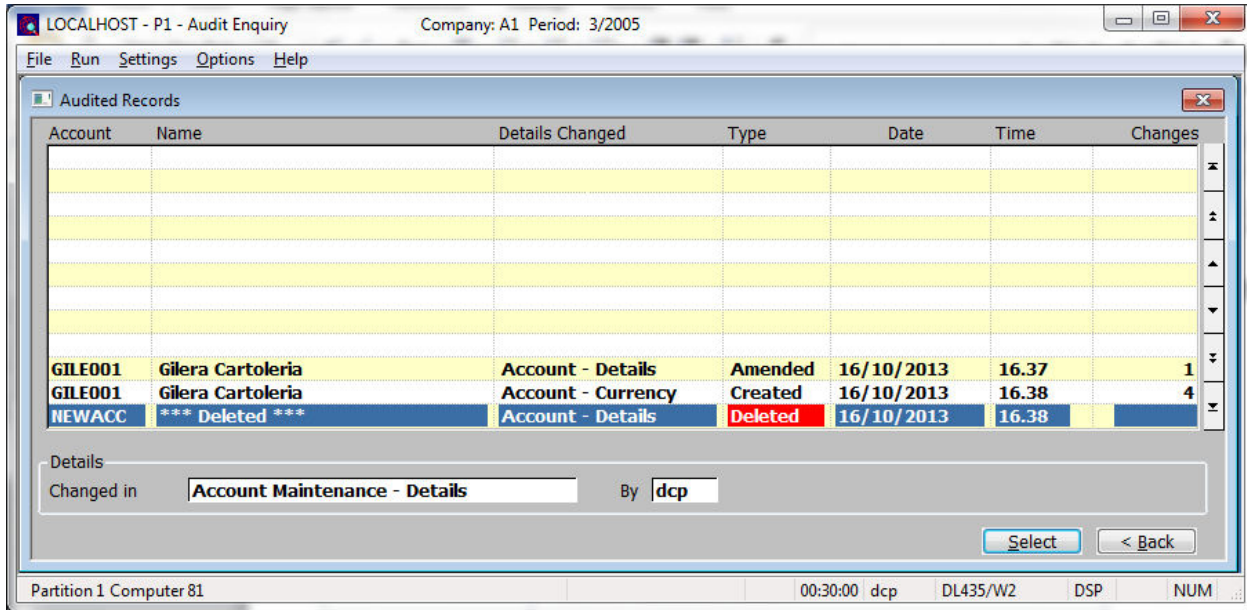 LOCALHOST - P1 - Audit Enquiry Company: A1 Period: 3/2005
File Run Settings Options Help
Audited Records
Account Name Details Changed Type Date Time Changes
GILE001 Gilera Cartoleria Account - Details Amended 16/10/2013 16.37 1
GILE001 Gilera Cartoleria Account - Currency Created 16/10/2013 16.38 4
NEWACC *** Deleted *** Account - Details Deleted 16/10/2013 16.38
Details
Changed in Account Maintenance - Details By dcp
Select < Back
Partition 1 Computer 81 00:30:00 dcp DL435/W2 DSP NUM